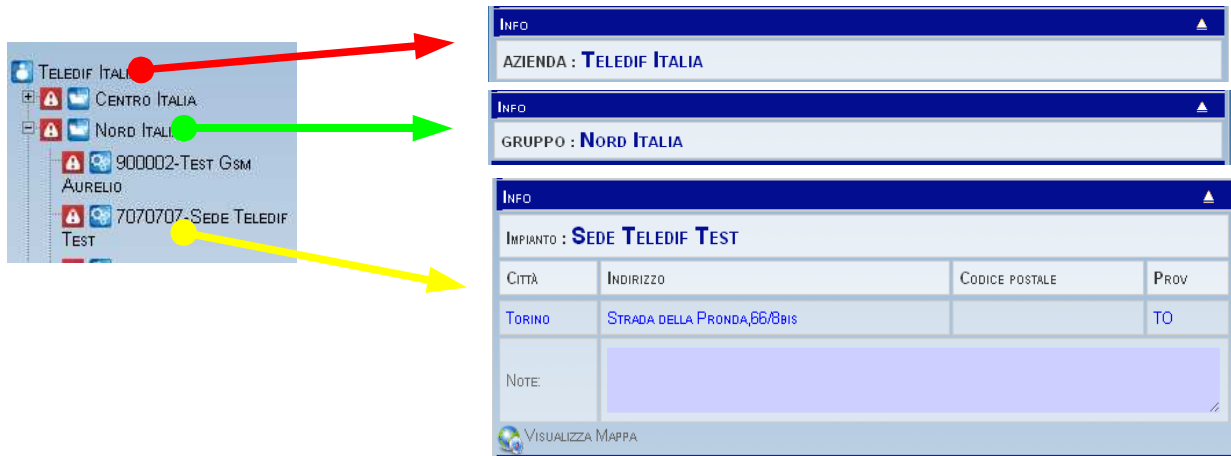 Teledif Itali
Centro Italia
Nord Itali
900002-Test Gsm
Aurelio
7070707-Sede Teledif
Test
Info
azienda : Teledif Italia
Info
gruppo : Nord Italia
Info
Impianto : Sede Teledif Test
Città Indirizzo Codice postale Prov
Torino Strada della Pronda,66/8bis TO
Note:
Visualizza Mappa